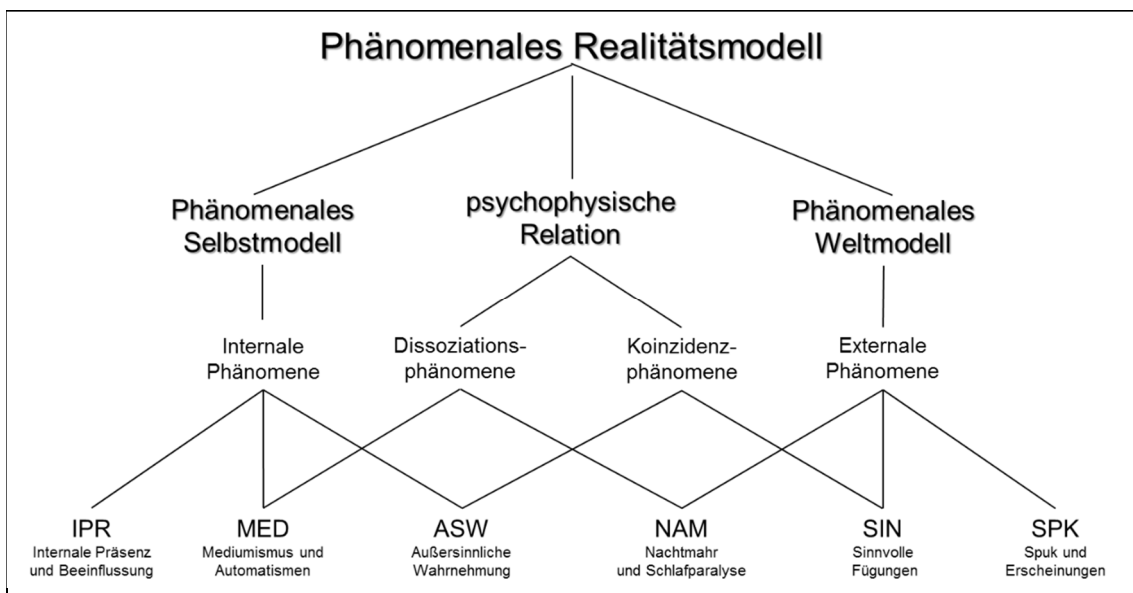 Phänomenales Realitätsmodell
Phänomenales
Selbstmodell
psychophysische
Relation
Phänomenales
Weltmodell
Internale
Phänomene
Dissoziations-
phänomene
Koinzidenz-
phänomene
Externale
Phänomene
IPR
Internale Präsenz
und Beeinflussung
MED
Mediumismus und
Automatismen
ASW
Außersinnliche
Wahrnehmung
NAM
Nachtmahr
und Schlafparalyse
SIN
Sinnvolle
Fügungen
SPK
Spuk und
Erscheinungen